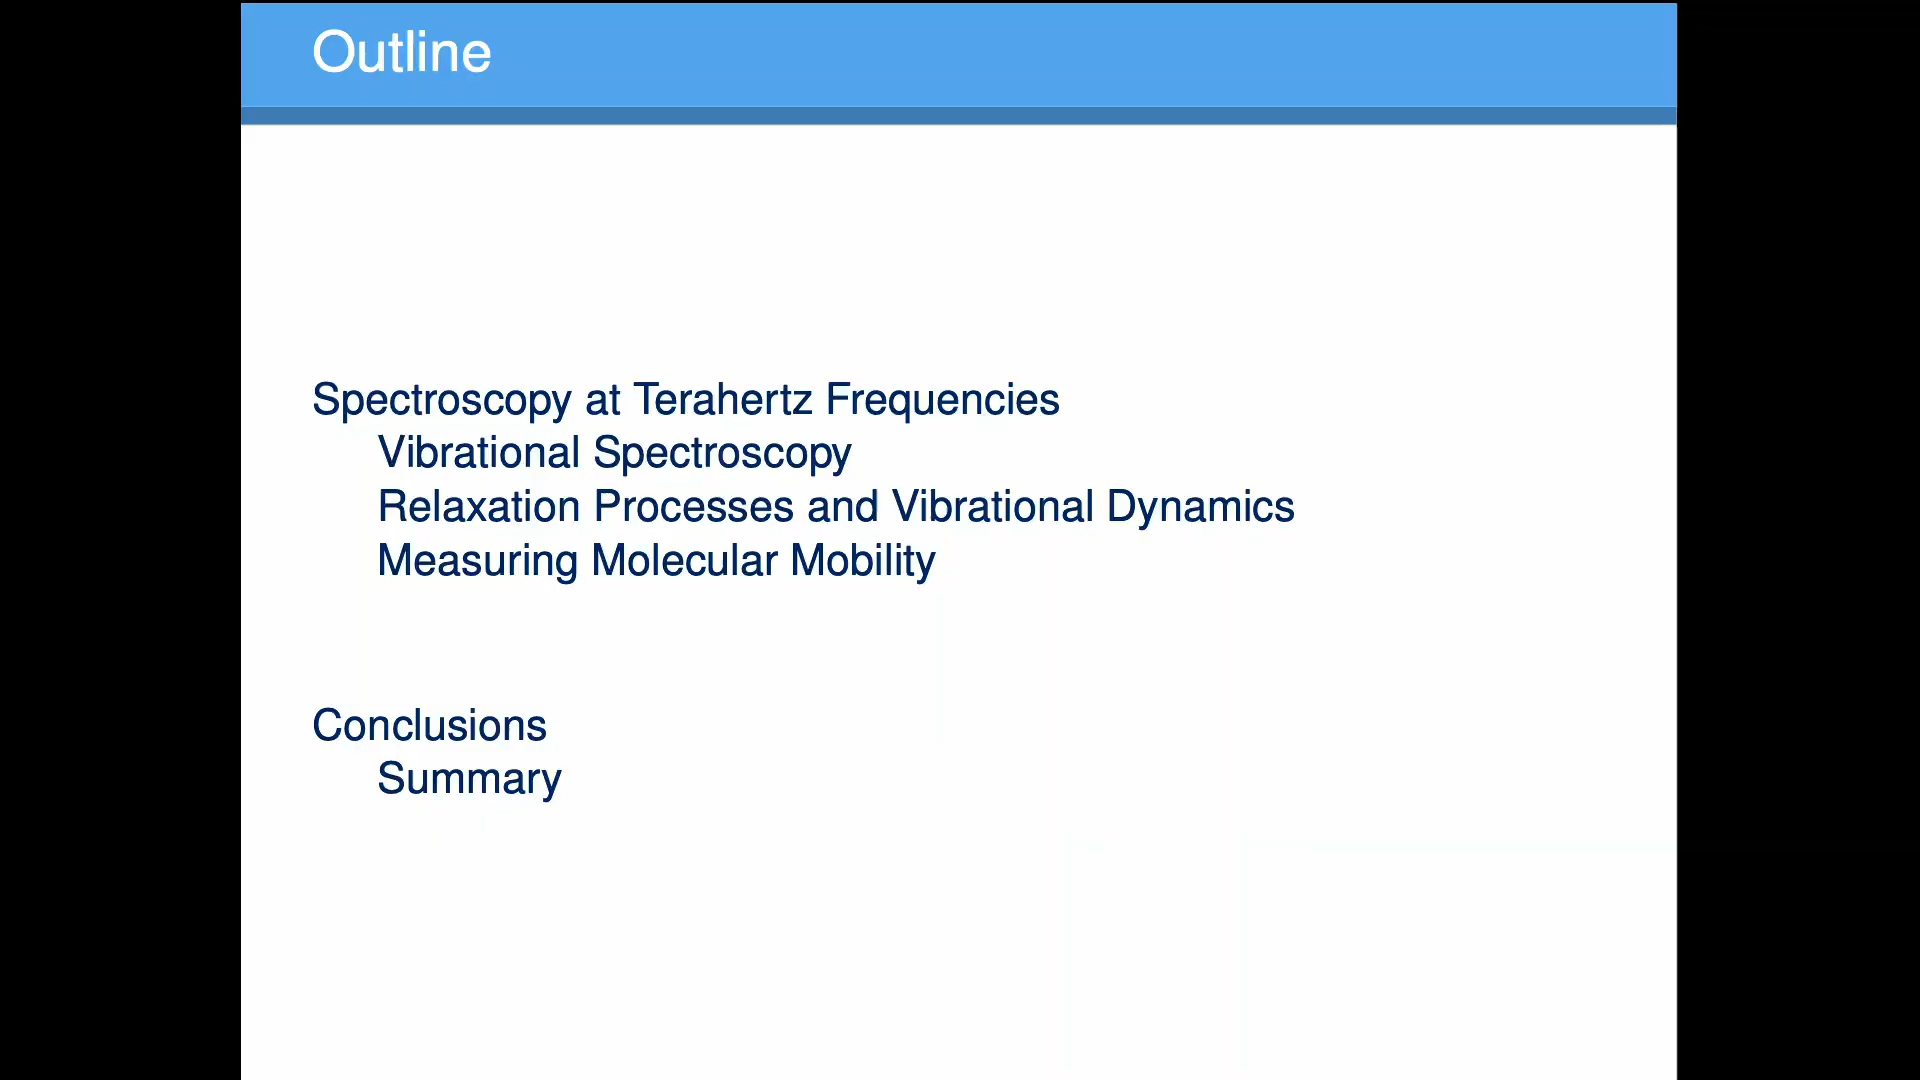 Outline
Spectroscopy at Terahertz Frequencies
Vibrational Spectroscopy
Relaxation Processes and Vibrational Dynamics
Measuring Molecular Mobility
Conclusions
Summary